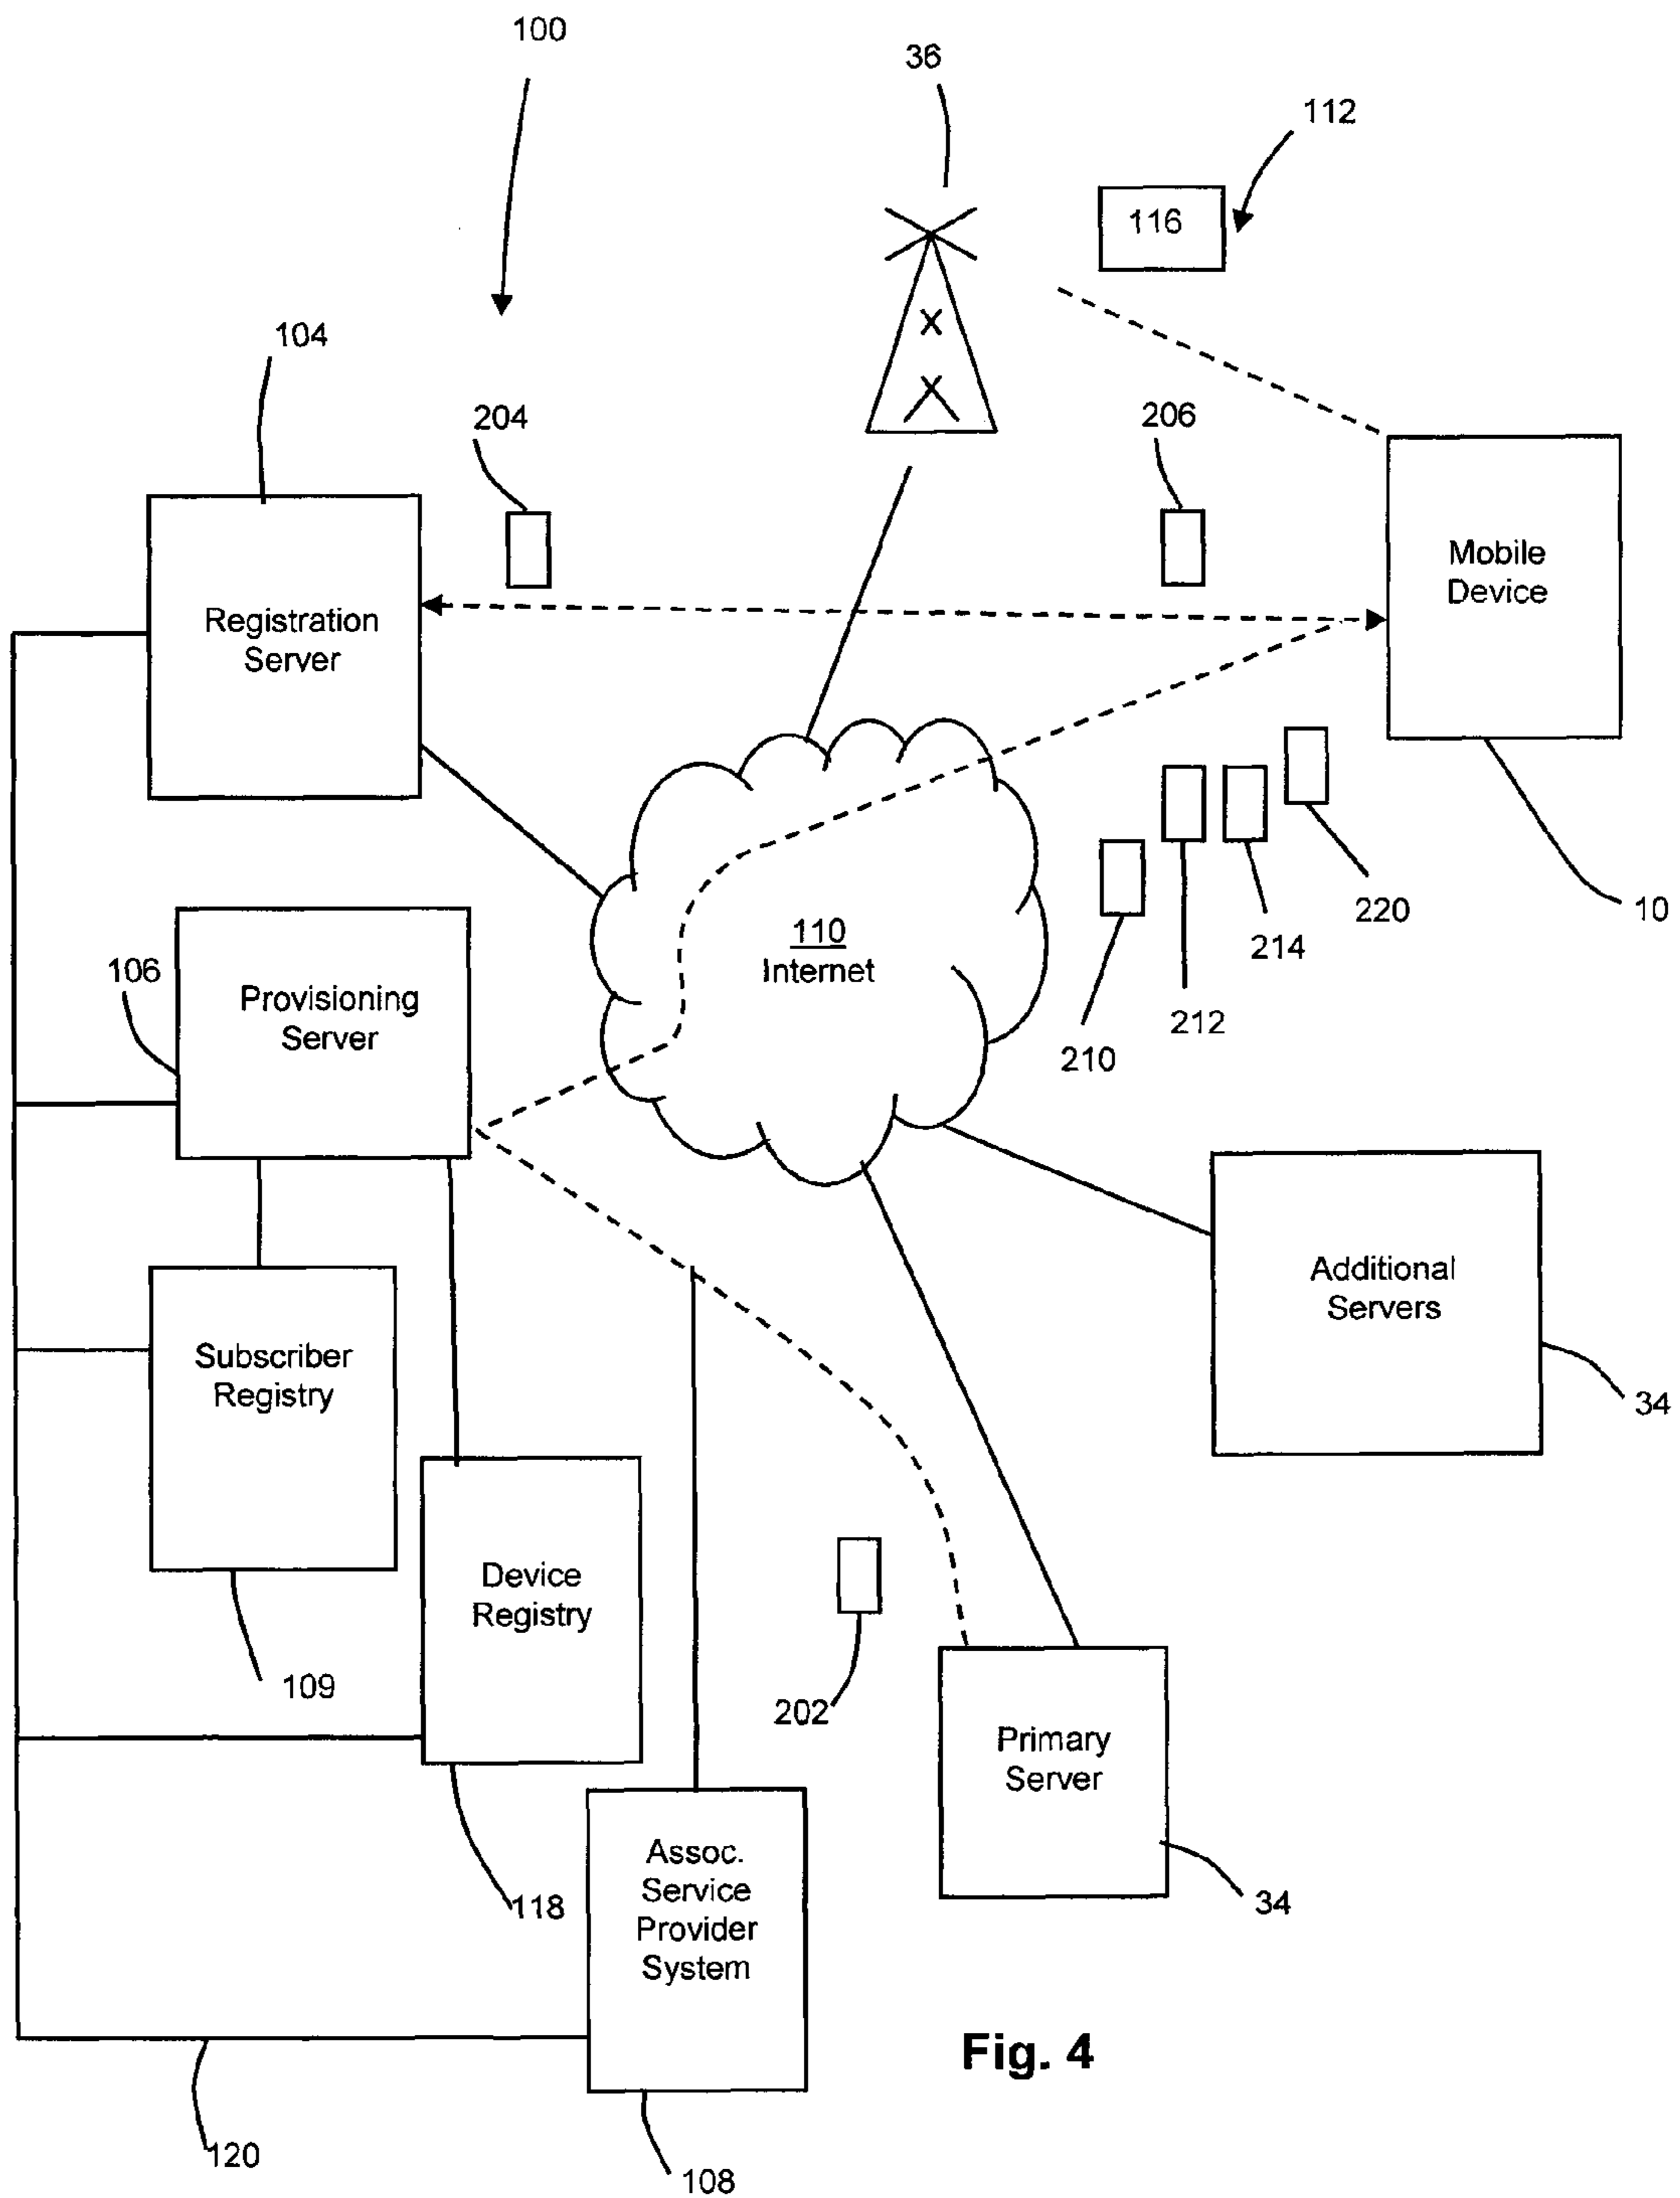 100
36
112
116
104
204
206
Mobile
Device
Registration
Server
220
10
110
Internet
214
106
Provisioning
Server
212
210
Additional
Servers
Subscriber
Registry
34
Device
Registry
109
202
Primary
Server
Assoc.
Service
Provider
System
118
34
Fig. 4
120
108